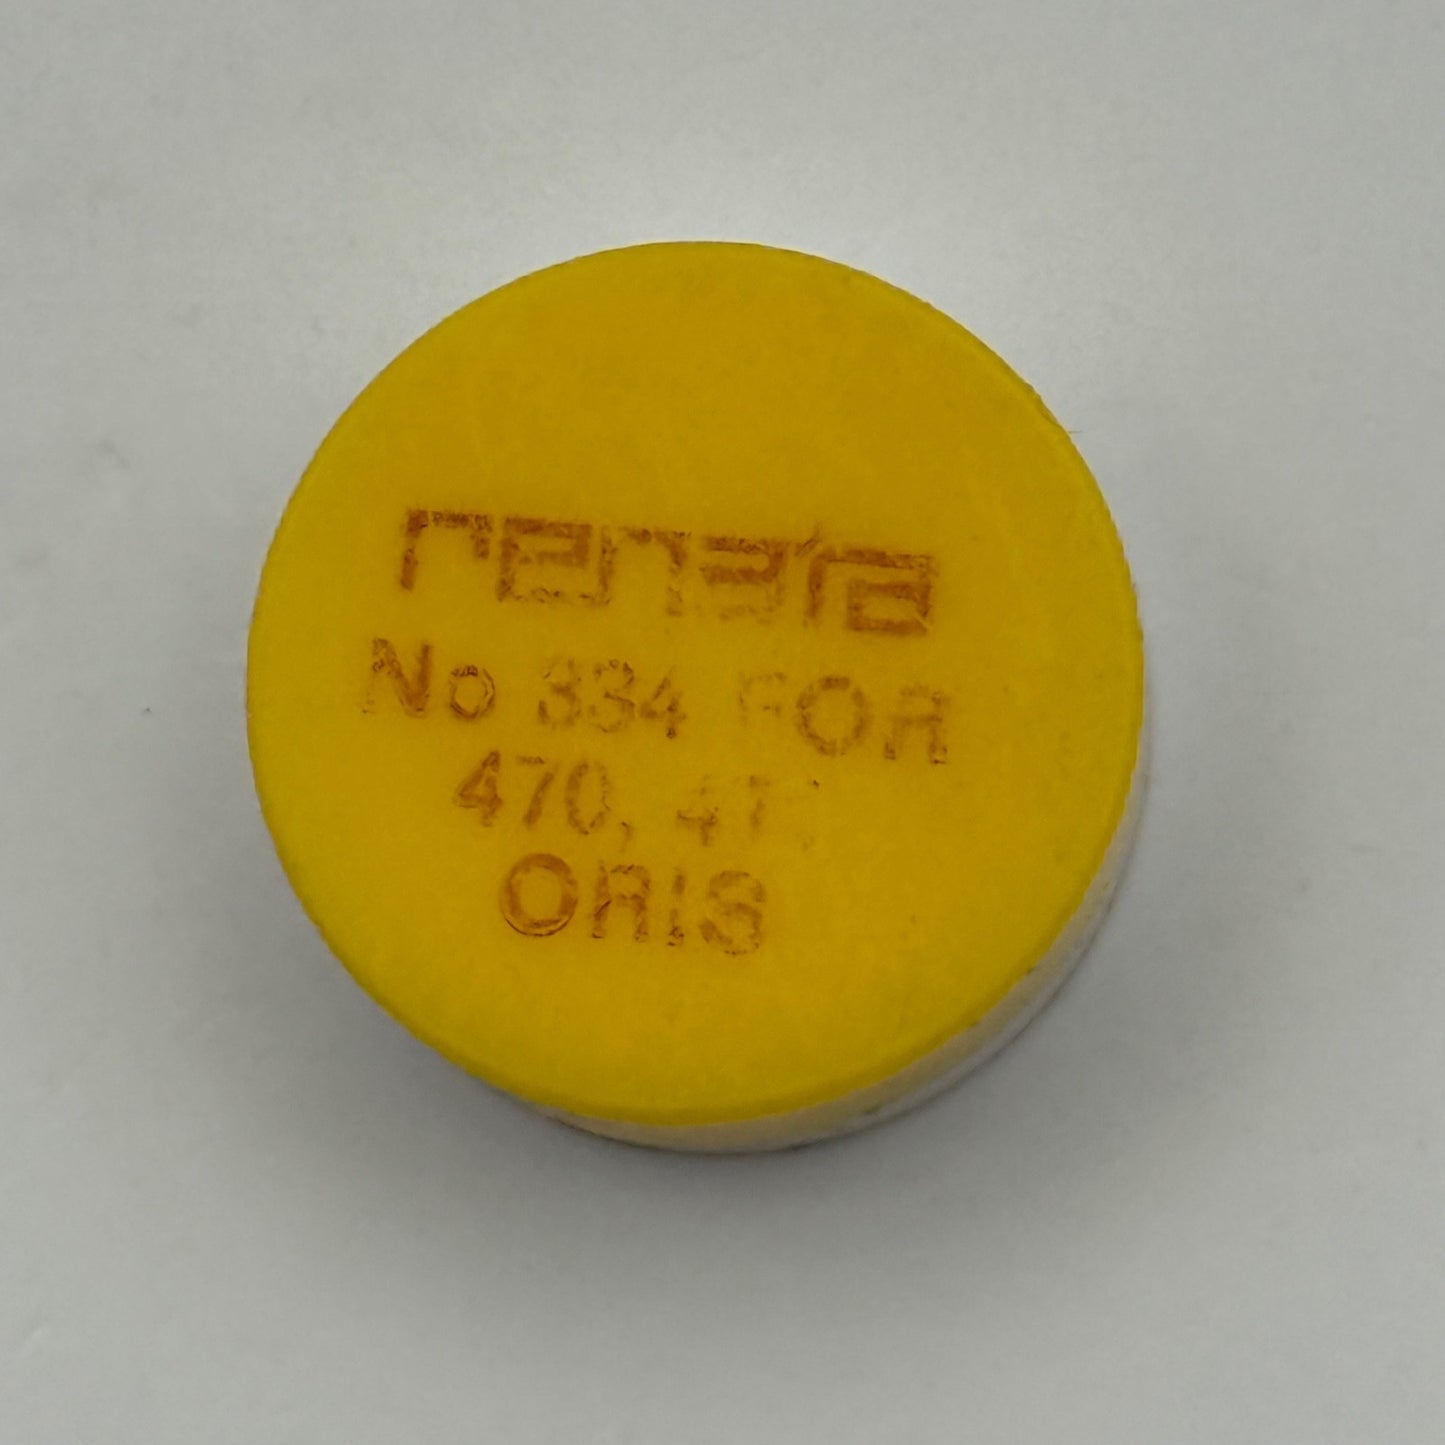 renata
No 334 FOR
470,
ORIS